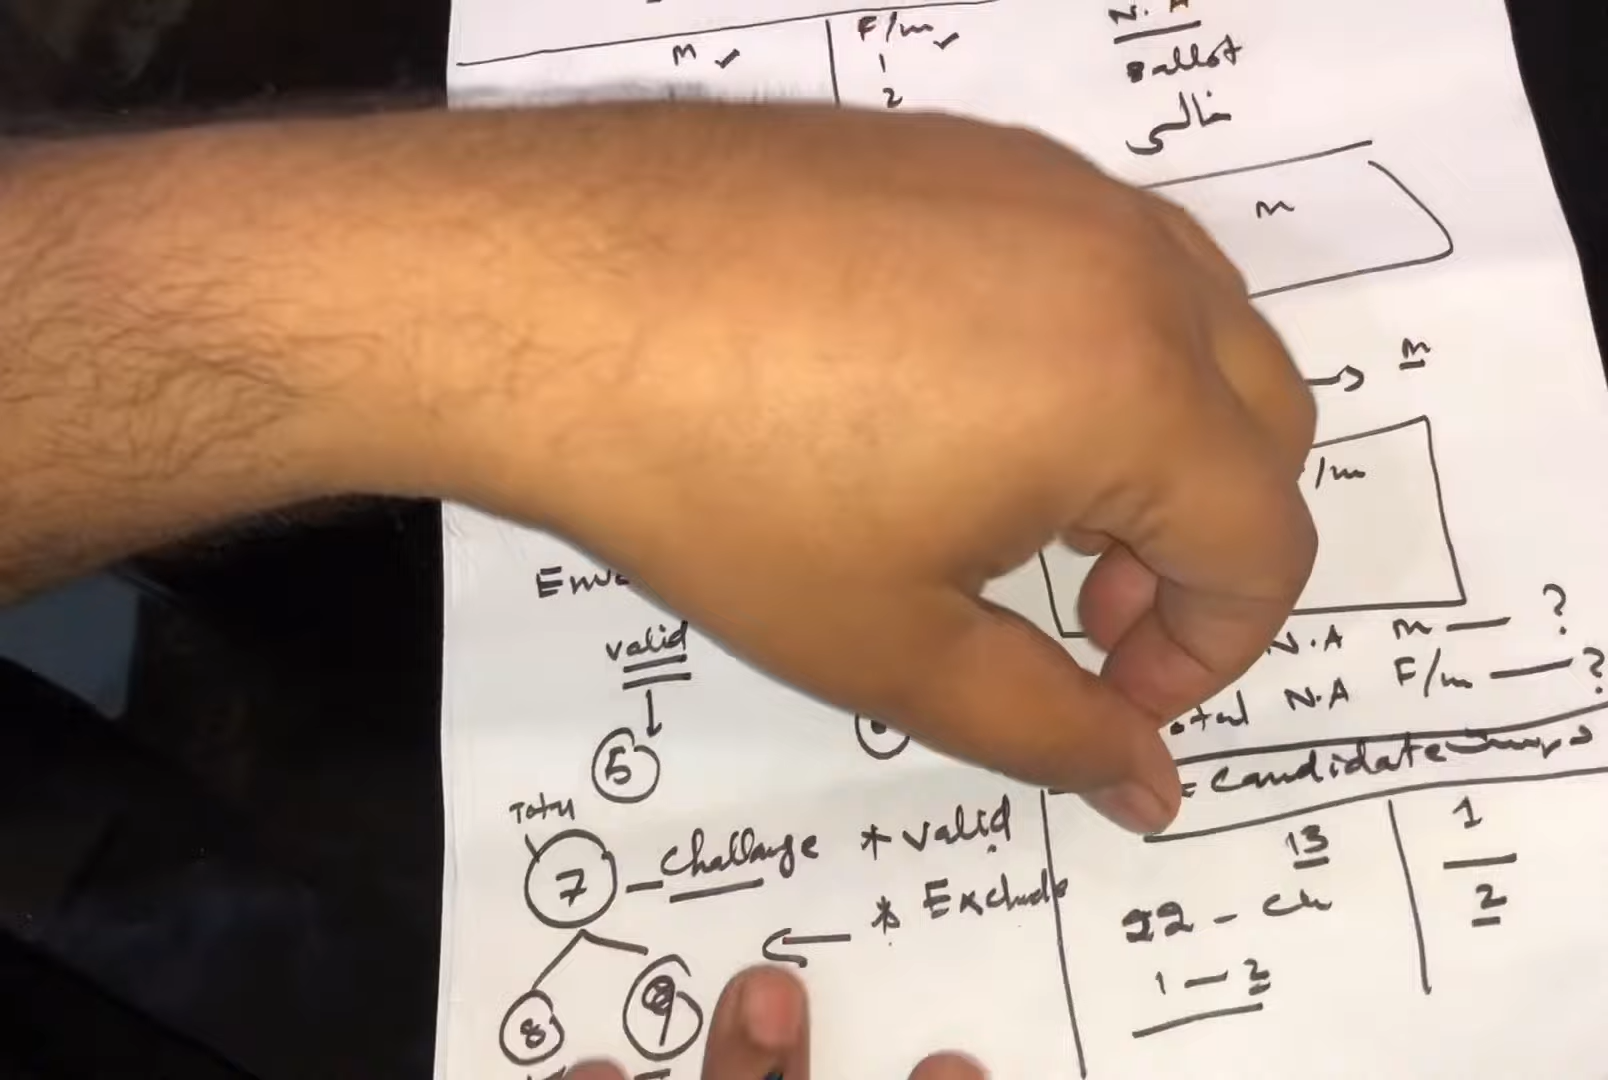 M ✓ F/m ✓
1
2
N. A
Ballot
خالی
m
m
/m
Valid
5
N.A m — ?
N.A F/m — ?
Total
7 - Challange * Valid
* Exclude
8 9
= Candidate
13
22 - Ch
1 - 2
1
2